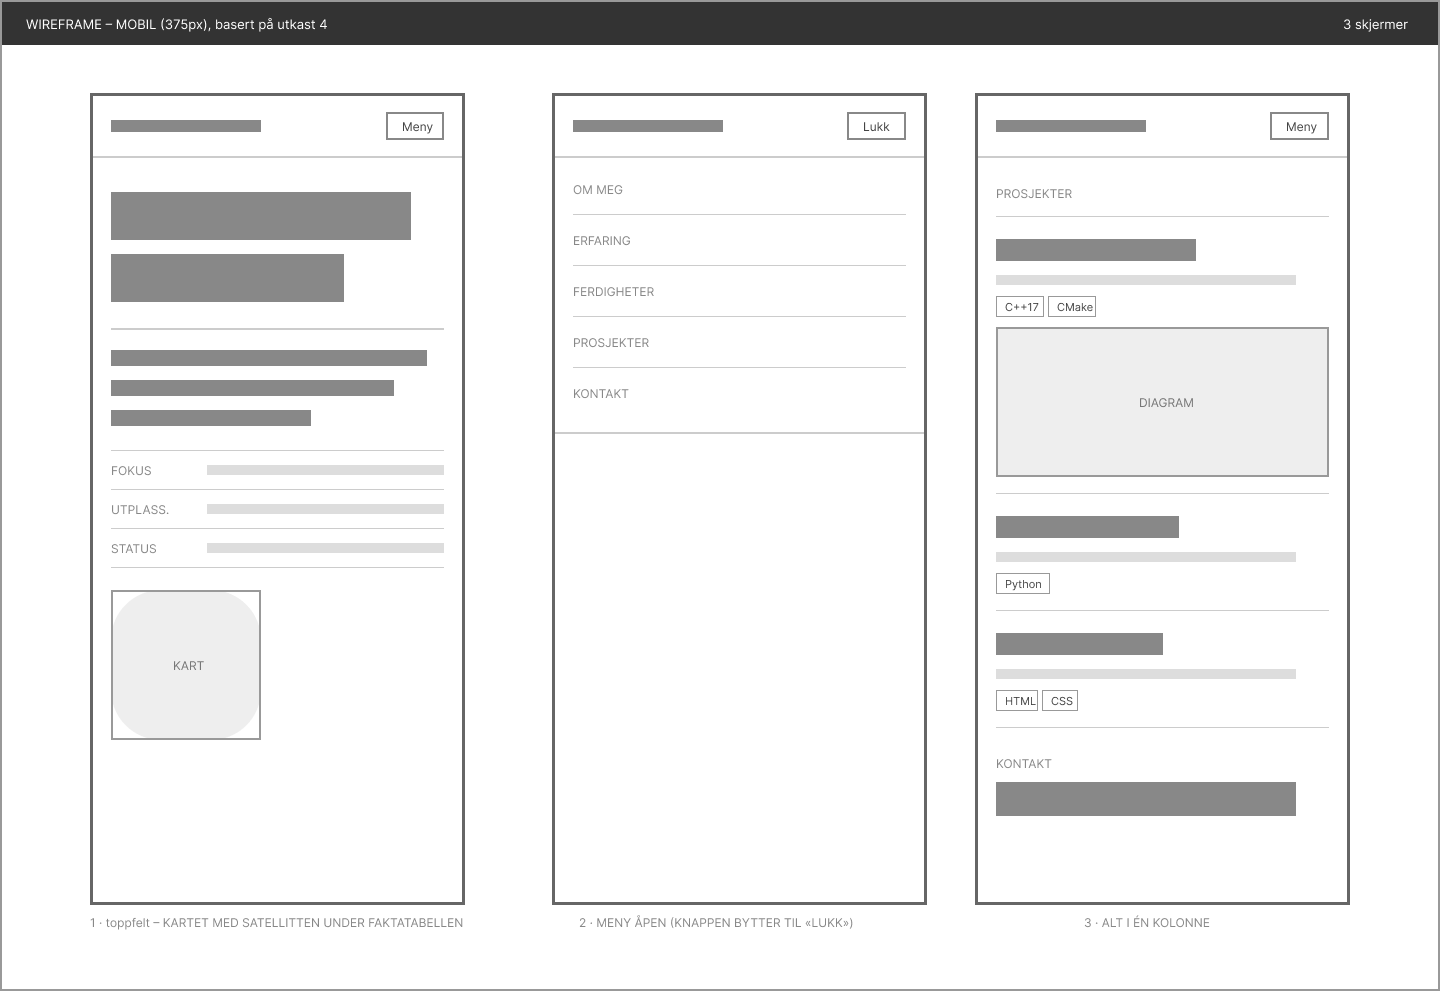 WIREFRAME – MOBIL (375px), basert på utkast 4
3 skjermer
Meny
FOKUS
UTPLASS.
STATUS
KART
1 · toppfelt – KARTET MED SATELLITTEN UNDER FAKTATABELLEN
Lukk
OM MEG
ERFARING
FERDIGHETER
PROSJEKTER
KONTAKT
2 · MENY ÅPEN (KNAPPEN BYTTER TIL «LUKK»)
Meny
PROSJEKTER
C++17 CMake
DIAGRAM
Python
HTML CSS
KONTAKT
3 · ALT I ÉN KOLONNE